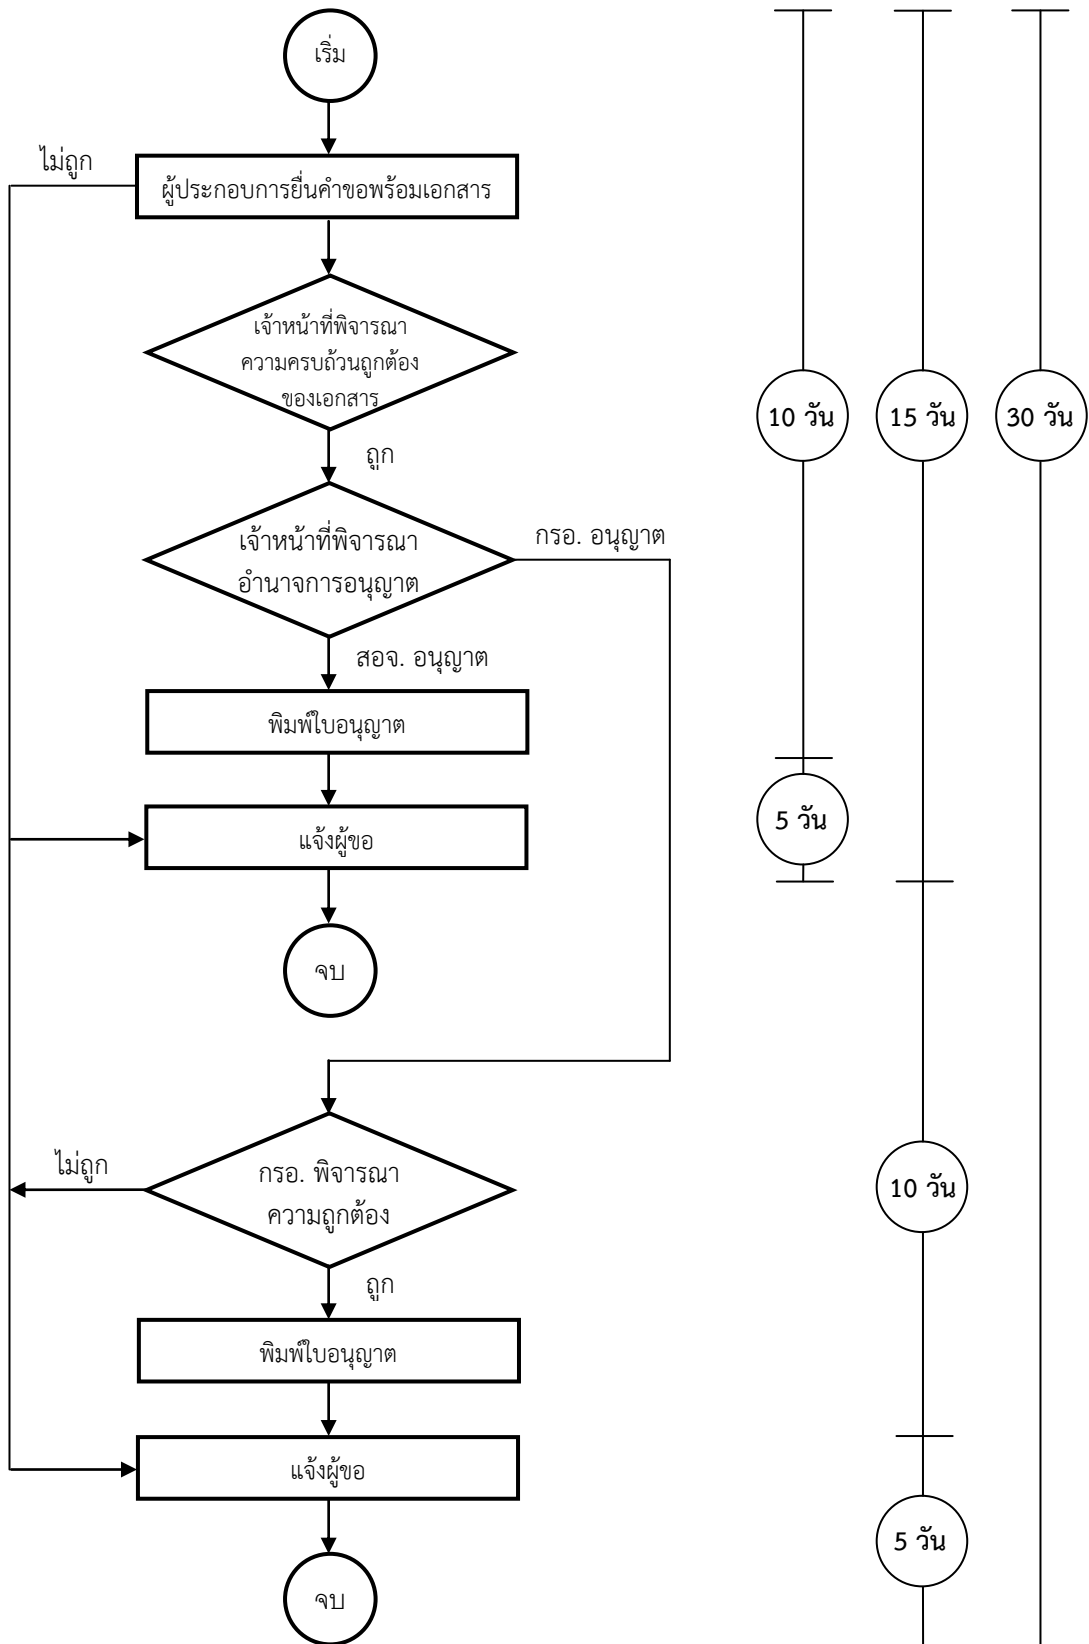 เริ่ม
ไม่ถูก
ผู้ประกอบการยื่นคำขอพร้อมเอกสาร
เจ้าหน้าที่พิจารณา
ความครบถ้วนถูกต้อง
ของเอกสาร
10 วัน
15 วัน
30 วัน
ถูก
เจ้าหน้าที่พิจารณา
อำนาจการอนุญาต
กรอ. อนุญาต
สอจ. อนุญาต
พิมพ์ใบอนุญาต
แจ้งผู้ขอ
5 วัน
จบ
ไม่ถูก
กรอ. พิจารณา
ความถูกต้อง
10 วัน
ถูก
พิมพ์ใบอนุญาต
แจ้งผู้ขอ
5 วัน
จบ